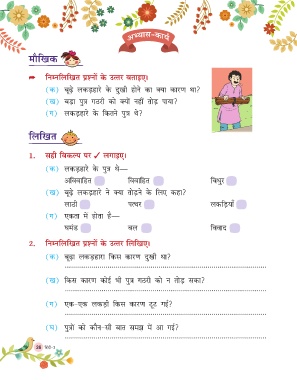 अभ्यास-कार्य
मौखिक
निम्नलिखित प्रश्नों के उत्तर बताइए।
(क) बूढ़े लकड़हारे के दुखी होने का क्या कारण था?
(ख) बड़ा पुत्र गठरी को क्यों नहीं तोड़ पाया?
(ग) लकड़हारे के कितने पुत्र थे?
लिखित
1. सही विकल्प पर ✓ लगाइए।
(क) लकड़हारे के पुत्र थे—
अविवाहित विवाहित विधुर
(ख) बूढ़े लकड़हारे ने क्या तोड़ने के लिए कहा?
लाठी पत्थर लकड़ियाँ
(ग) एकता में होता है—
घमंड बल विवाद
2. निम्नलिखित प्रश्नों के उत्तर लिखिए।
(क) बूढ़ा लकड़हारा किस कारण दुखी था?
(ख) किस कारण कोई भी पुत्र गठरी को न तोड़ सका?
(ग) एक-एक लकड़ी किस कारण टूट गई?
(घ) पुत्रों को कौन-सी बात समझ में आ गई?